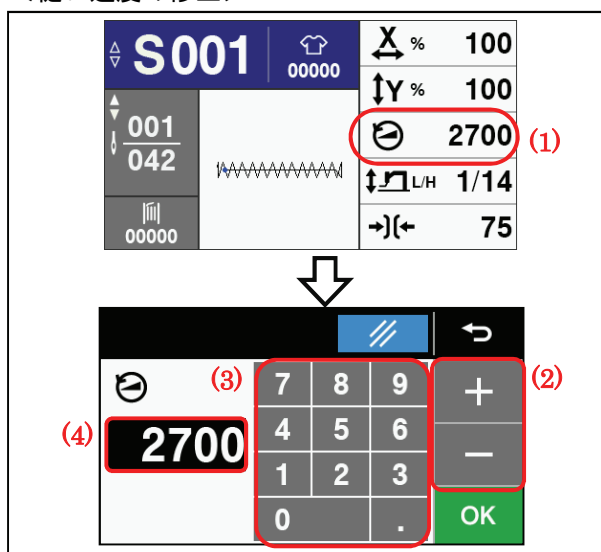 S001
00000
X % 100
Y % 100
2700
(1)
001
042
L/H 1/14
00000
75
(3)
7 8 9
(2)
+
(4)
2700
4 5 6
−
1 2 3
0 .
OK